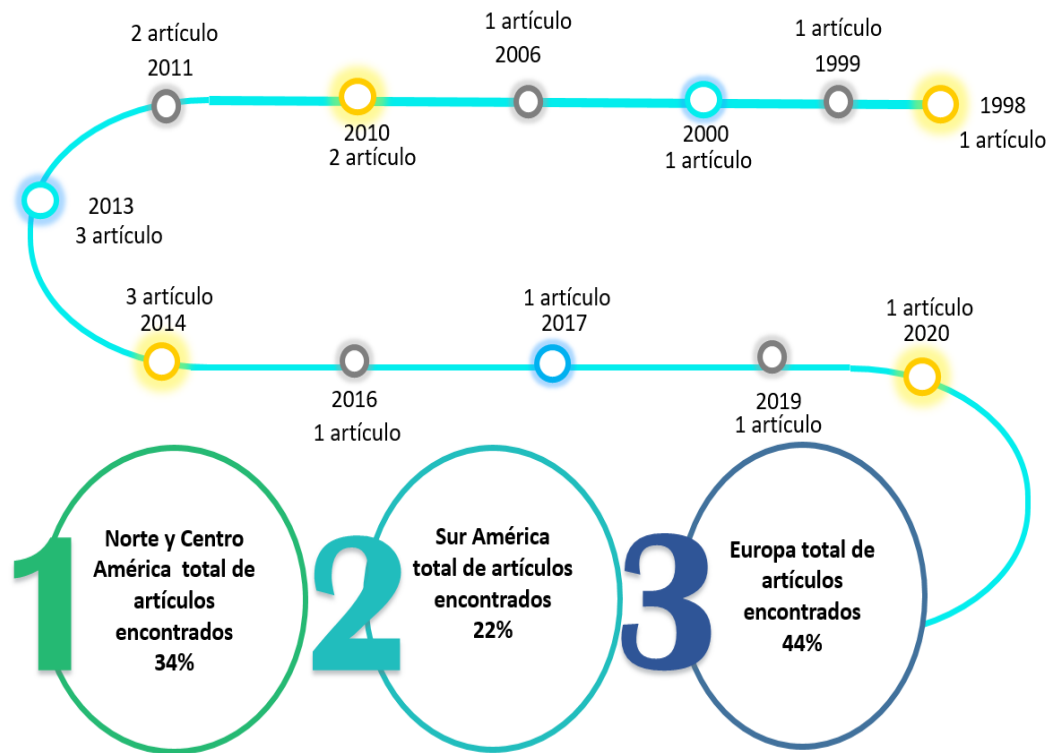 2 artículo
2011
2010
2 artículo
1 artículo
2006
2000
1 artículo
1 artículo
1999
1998
1 artículo
2013
3 artículo
3 artículo
2014
2016
1 artículo
1 artículo
2017
2019
1 artículo
1 artículo
2020
1
Norte y Centro
América total de
artículos
encontrados
34%
2
Sur América
total de artículos
encontrados
22%
3
Europa total de
artículos
encontrados
44%